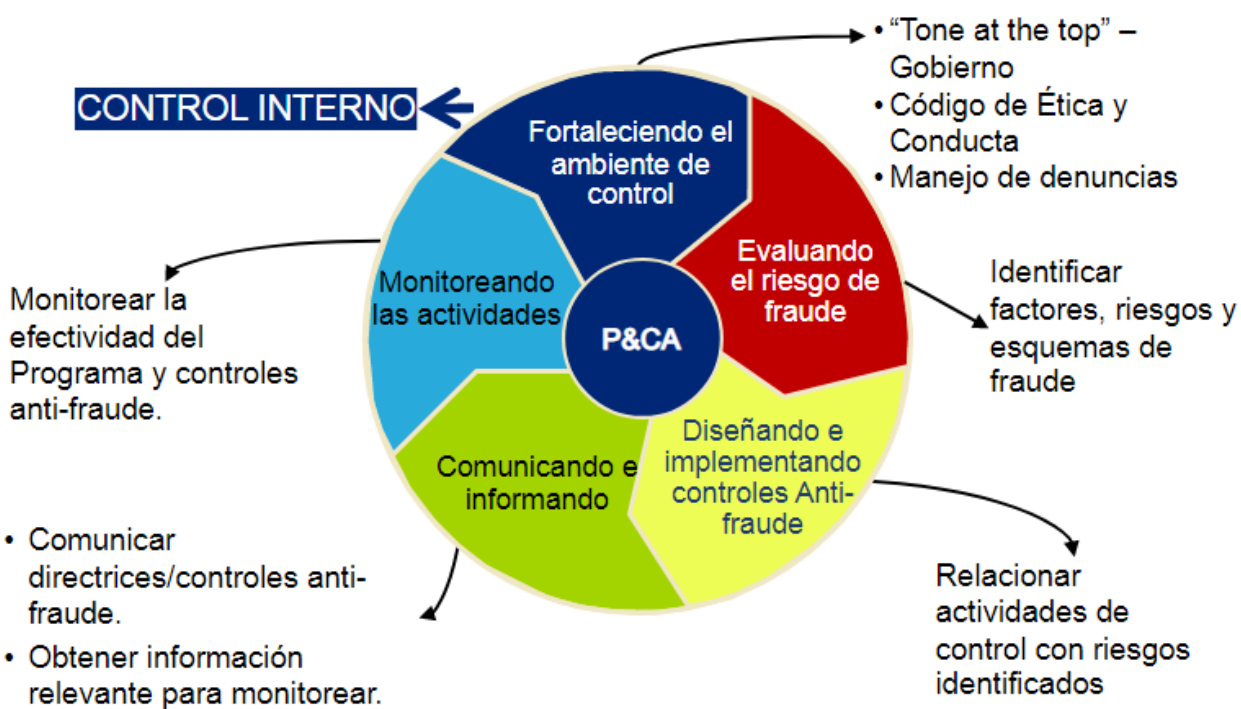 CONTROL INTERNO
Fortaleciendo el
ambiente de
control
• “Tone at the top” –
Gobierno
• Código de Ética y
Conducta
• Manejo de denuncias
Evaluando
el riesgo de
fraude
Identificar
factores, riesgos y
esquemas de
fraude
P&CA
Diseñando e
implementando
controles Anti-
fraude
Relacionar
actividades de
control con riesgos
identificados
Comunicando e
informando
• Comunicar
directrices/controles anti-
fraude.
• Obtener información
relevante para monitorear.
Monitoreando
las actividades
Monitorear la
efectividad del
Programa y controles
anti-fraude.